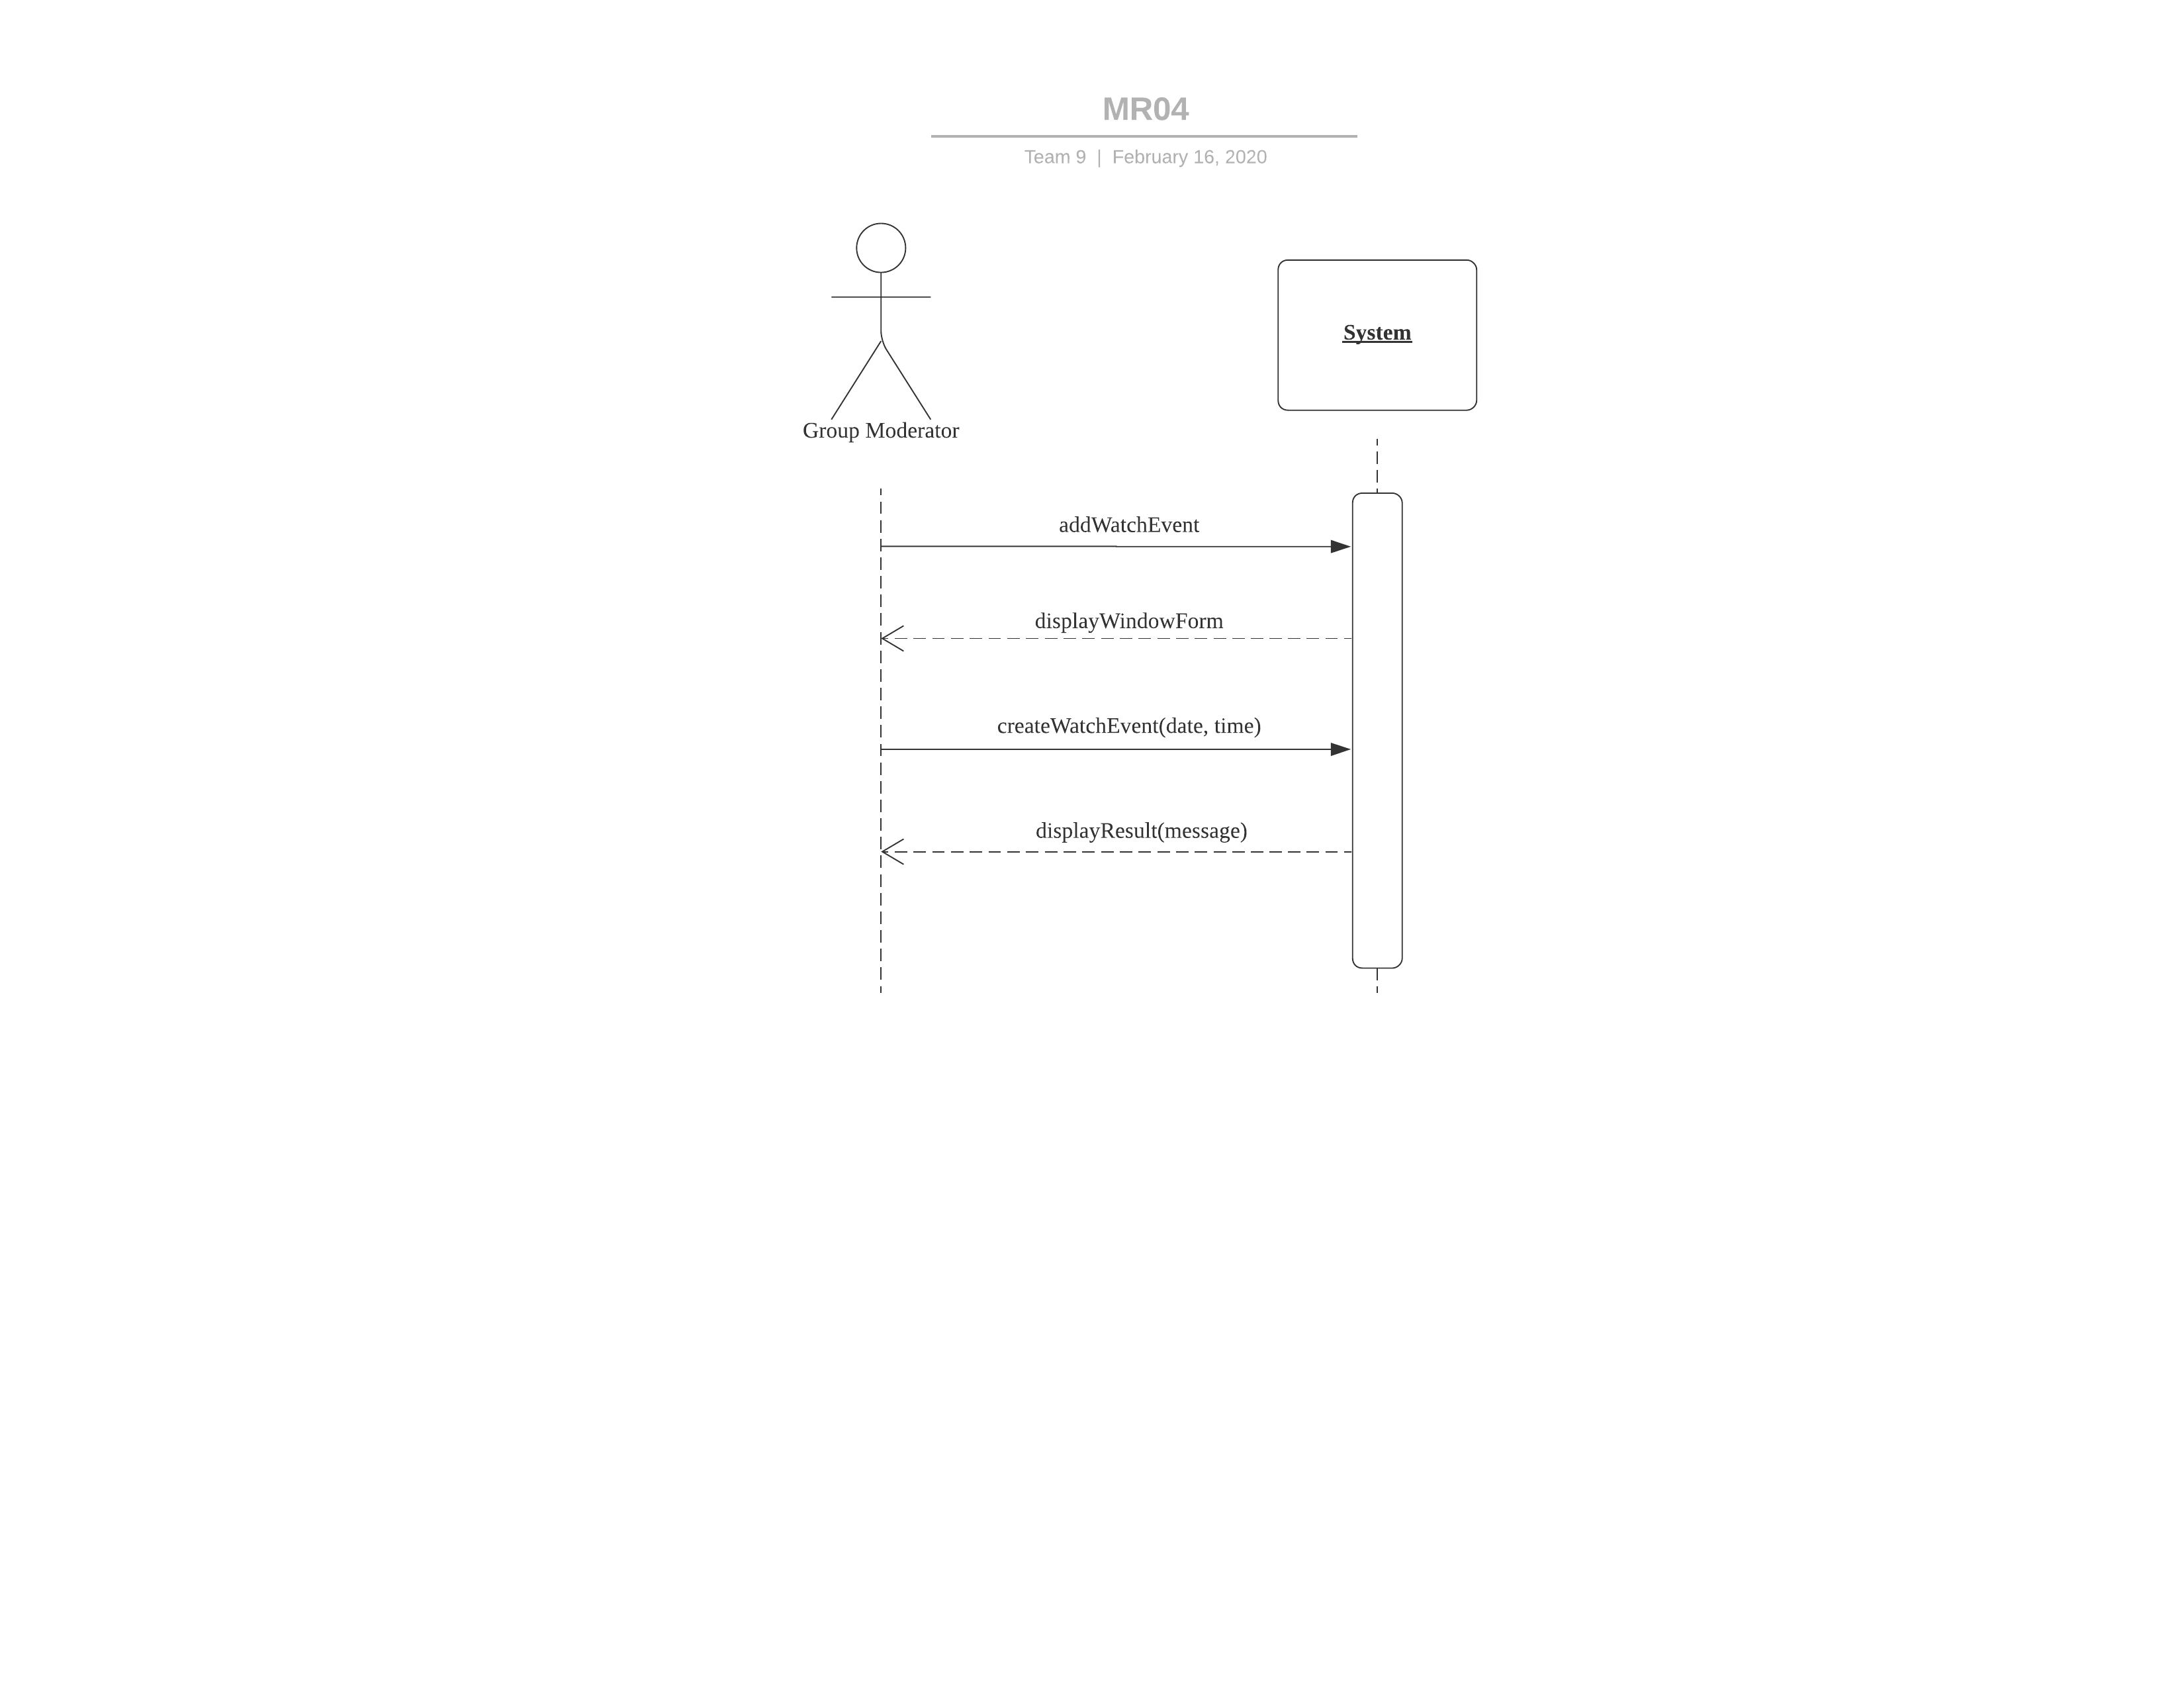 MR04
Team 9 | February 16, 2020
System
Group Moderator
addWatchEvent
displayWindowForm
createWatchEvent(date, time)
displayResult(message)